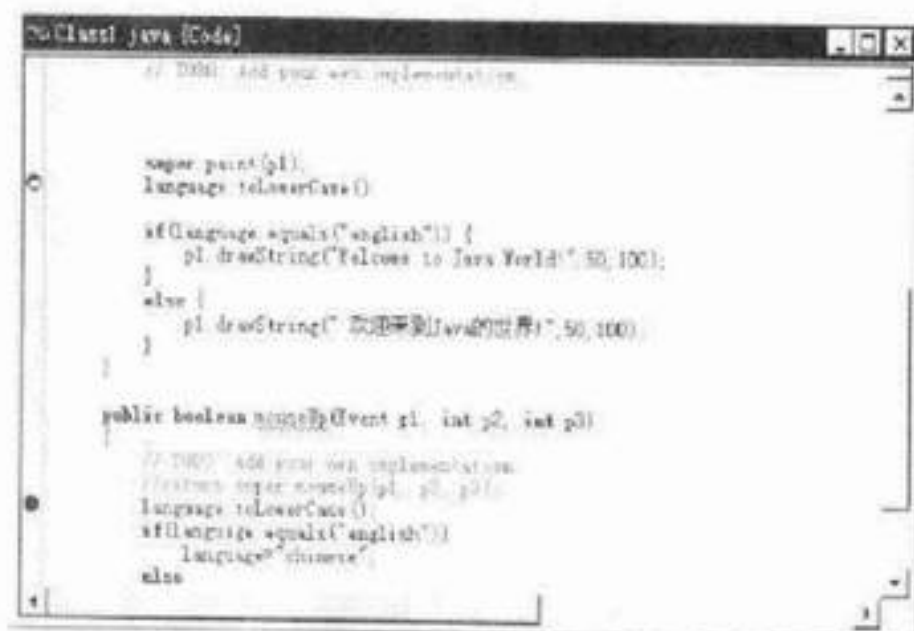 Class1.java [Code]
// TODO: Add your own implementation.
super.paint(p1);
language.toLowerCase();
if(language.equals("english")) {
p1.drawString("Welcome to Java World!",50,100);
}
else {
p1.drawString(" 欢迎来到Java的世界!",50,100);
}
}
public boolean mouseUp(Event p1, int p2, int p3)
{
// TODO: Add your own implementation.
//return super.mouseUp(p1, p2, p3);
language.toLowerCase();
if(language.equals("english"))
language="chinese";
else